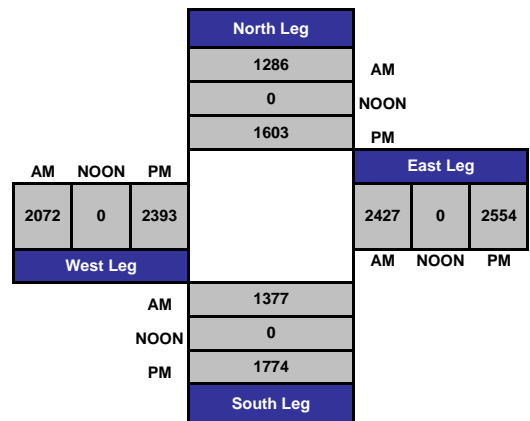 North Leg
1286 AM
0 NOON
1603 PM
AM NOON PM
East Leg
2072 0 2393
2427 0 2554
West Leg
AM NOON PM
AM 1377
NOON 0
PM 1774
South Leg